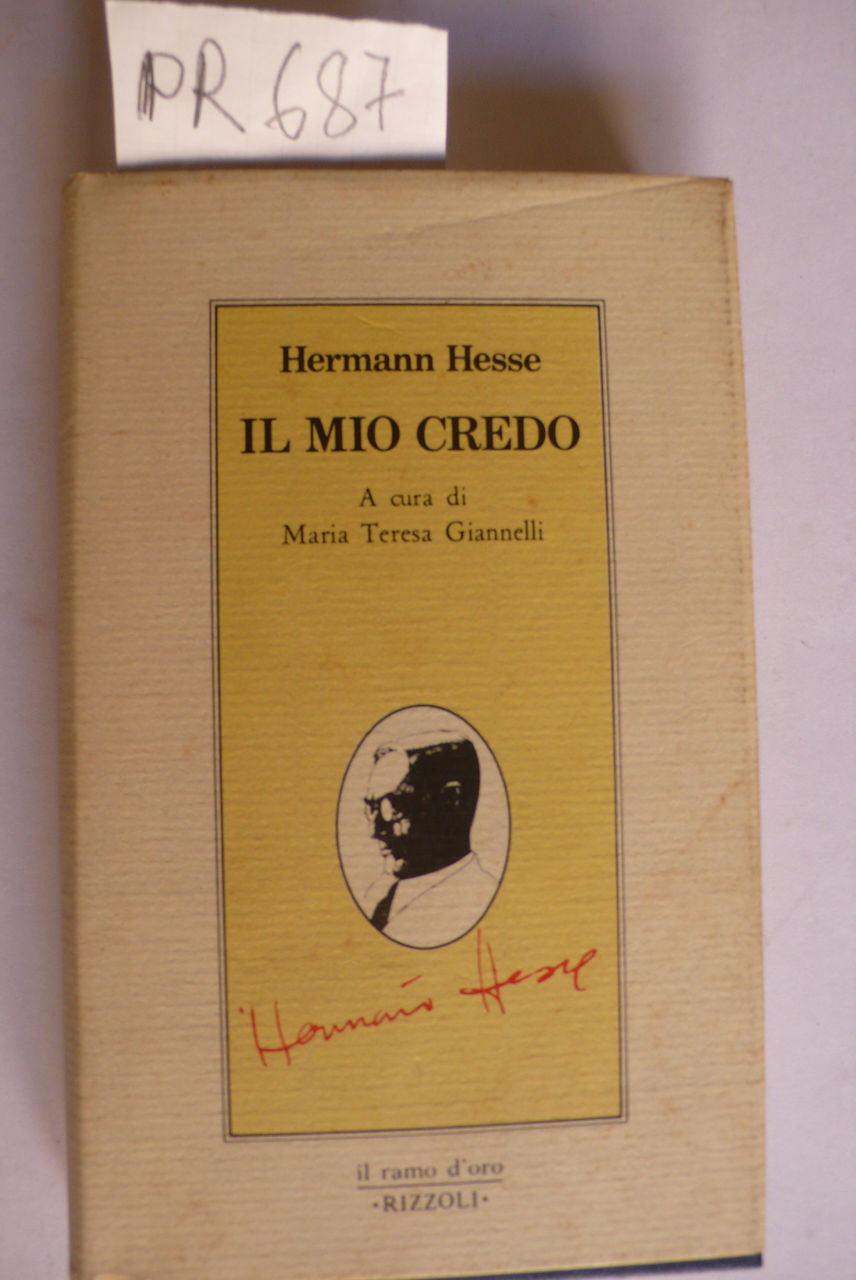 PR 687
Hermann Hesse
IL MIO CREDO
A cura di
Maria Teresa Giannelli
Hermann Hesse
il ramo d'oro
•RIZZOLI•